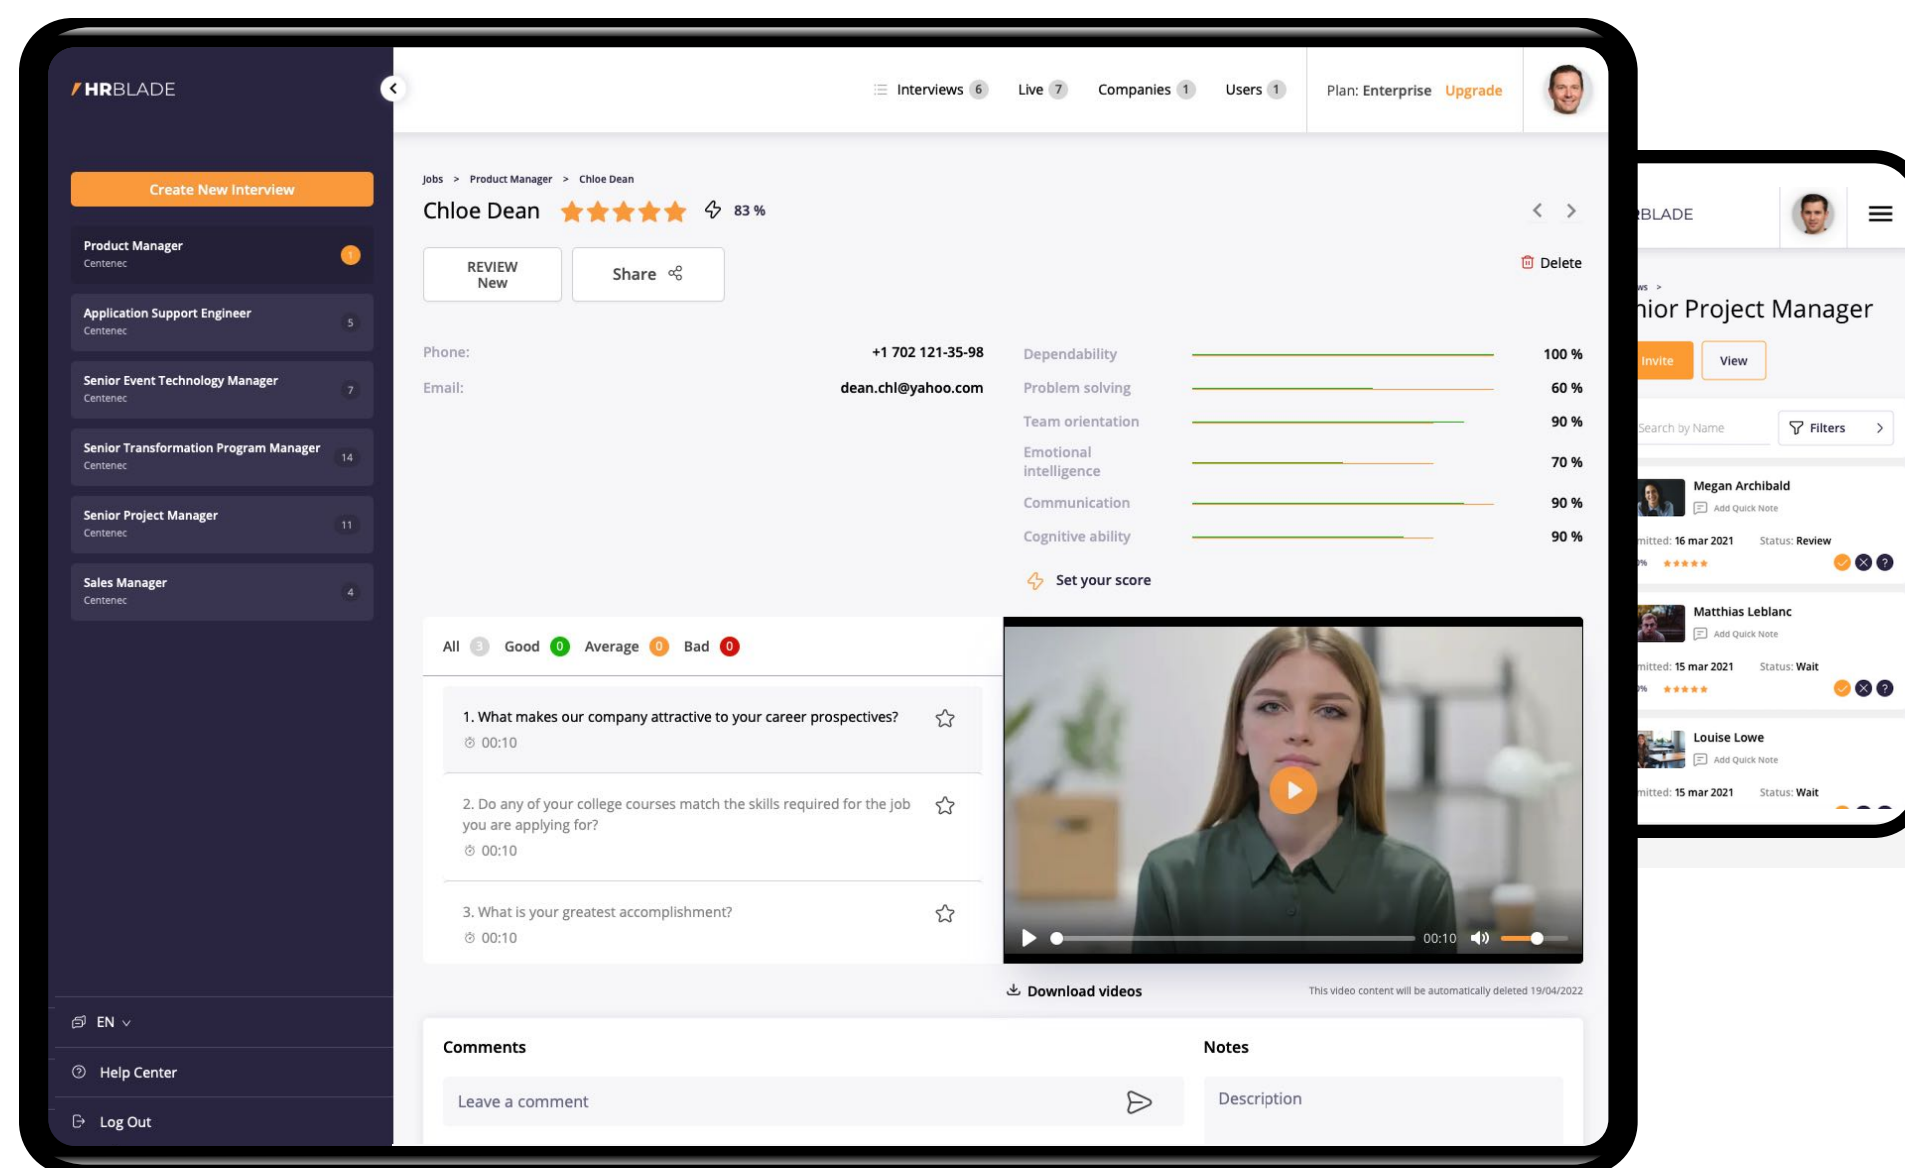 HRBLADE
Interviews 6
Live 7
Companies 1
Users 1
Plan: Enterprise Upgrade
Create New Interview
Product Manager
Centenec
1
Application Support Engineer
Centenec
5
Senior Event Technology Manager
Centenec
7
Senior Transformation Program Manager
Centenec
14
Senior Project Manager
Centenec
11
Sales Manager
Centenec
4
EN
Help Center
Log Out
Jobs > Product Manager > Chloe Dean
Chloe Dean 83 %
REVIEW
New
Share
Delete
Phone: +1 702 121-35-98
Email: dean.chl@yahoo.com
Dependability 100 %
Problem solving 60 %
Team orientation 90 %
Emotional
intelligence 70 %
Communication 90 %
Cognitive ability 90 %
Set your score
All 3 Good 0 Average 0 Bad 0
1. What makes our company attractive to your career prospectives?
00:10
2. Do any of your college courses match the skills required for the job
you are applying for?
00:10
3. What is your greatest accomplishment?
00:10
00:10
Download videos
This video content will be automatically deleted 19/04/2022
Comments
Leave a comment
Notes
Description
BLADE
ws >
nior Project Manager
Invite
View
Search by Name
Filters
Megan Archibald
Add Quick Note
mitted: 16 mar 2021 Status: Review
%
Matthias Leblanc
Add Quick Note
mitted: 15 mar 2021 Status: Wait
%
Louise Lowe
Add Quick Note
mitted: 15 mar 2021 Status: Wait